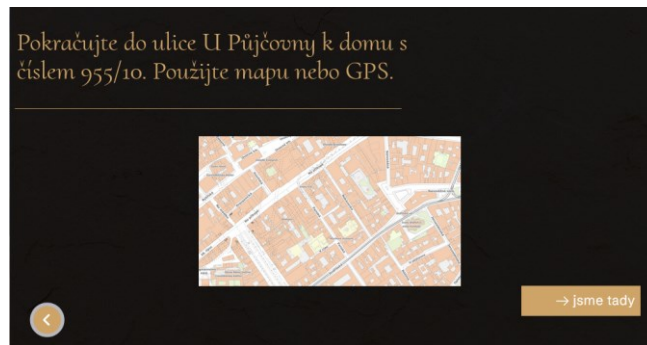 Pokračujte do ulice U Půjčovny k domu s
číslem 955/10. Použijte mapu nebo GPS.
→ jsme tady